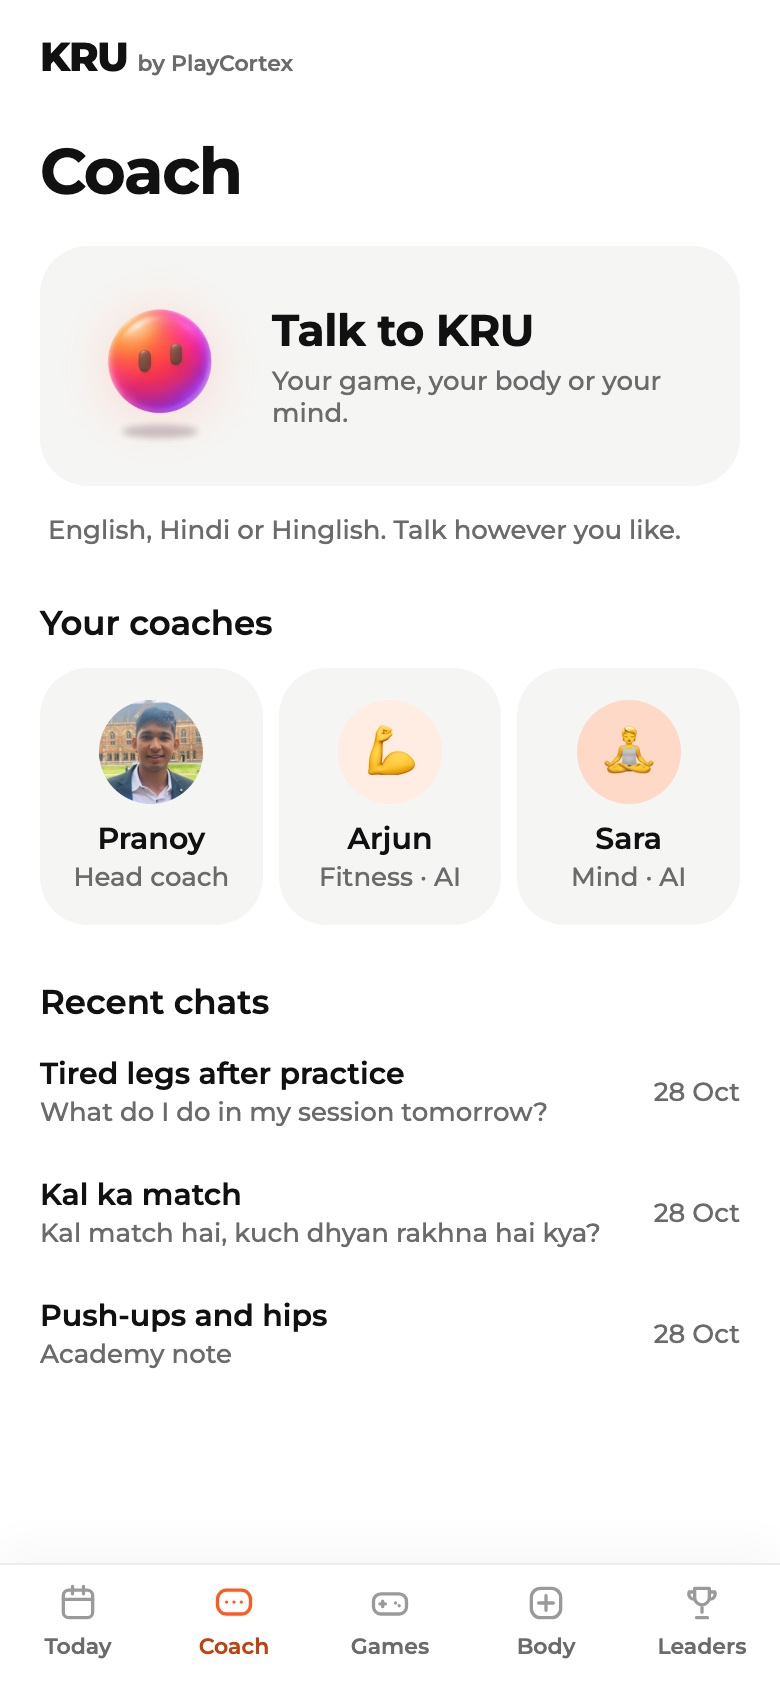 KRU by PlayCortex
Coach
Talk to KRU
Your game, your body or your
mind.
English, Hindi or Hinglish. Talk however you like.
Your coaches
Pranoy
Head coach
Arjun
Fitness · AI
Sara
Mind · AI
Recent chats
Tired legs after practice
What do I do in my session tomorrow?
28 Oct
Kal ka match
Kal match hai, kuch dhyan rakhna hai kya?
28 Oct
Push-ups and hips
Academy note
28 Oct
Today
Coach
Games
Body
Leaders